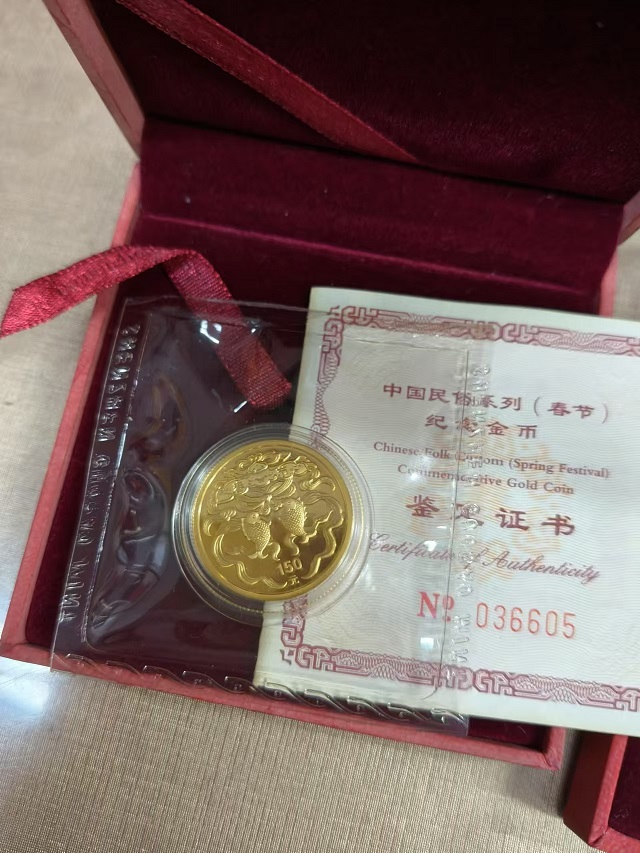 中国民俗系列（春节）
纪念金币
Chinese Folk Custom (Spring Festival)
Commemorative Gold Coin
鉴定证书
Certificate of Authenticity
№ 036605
150
元